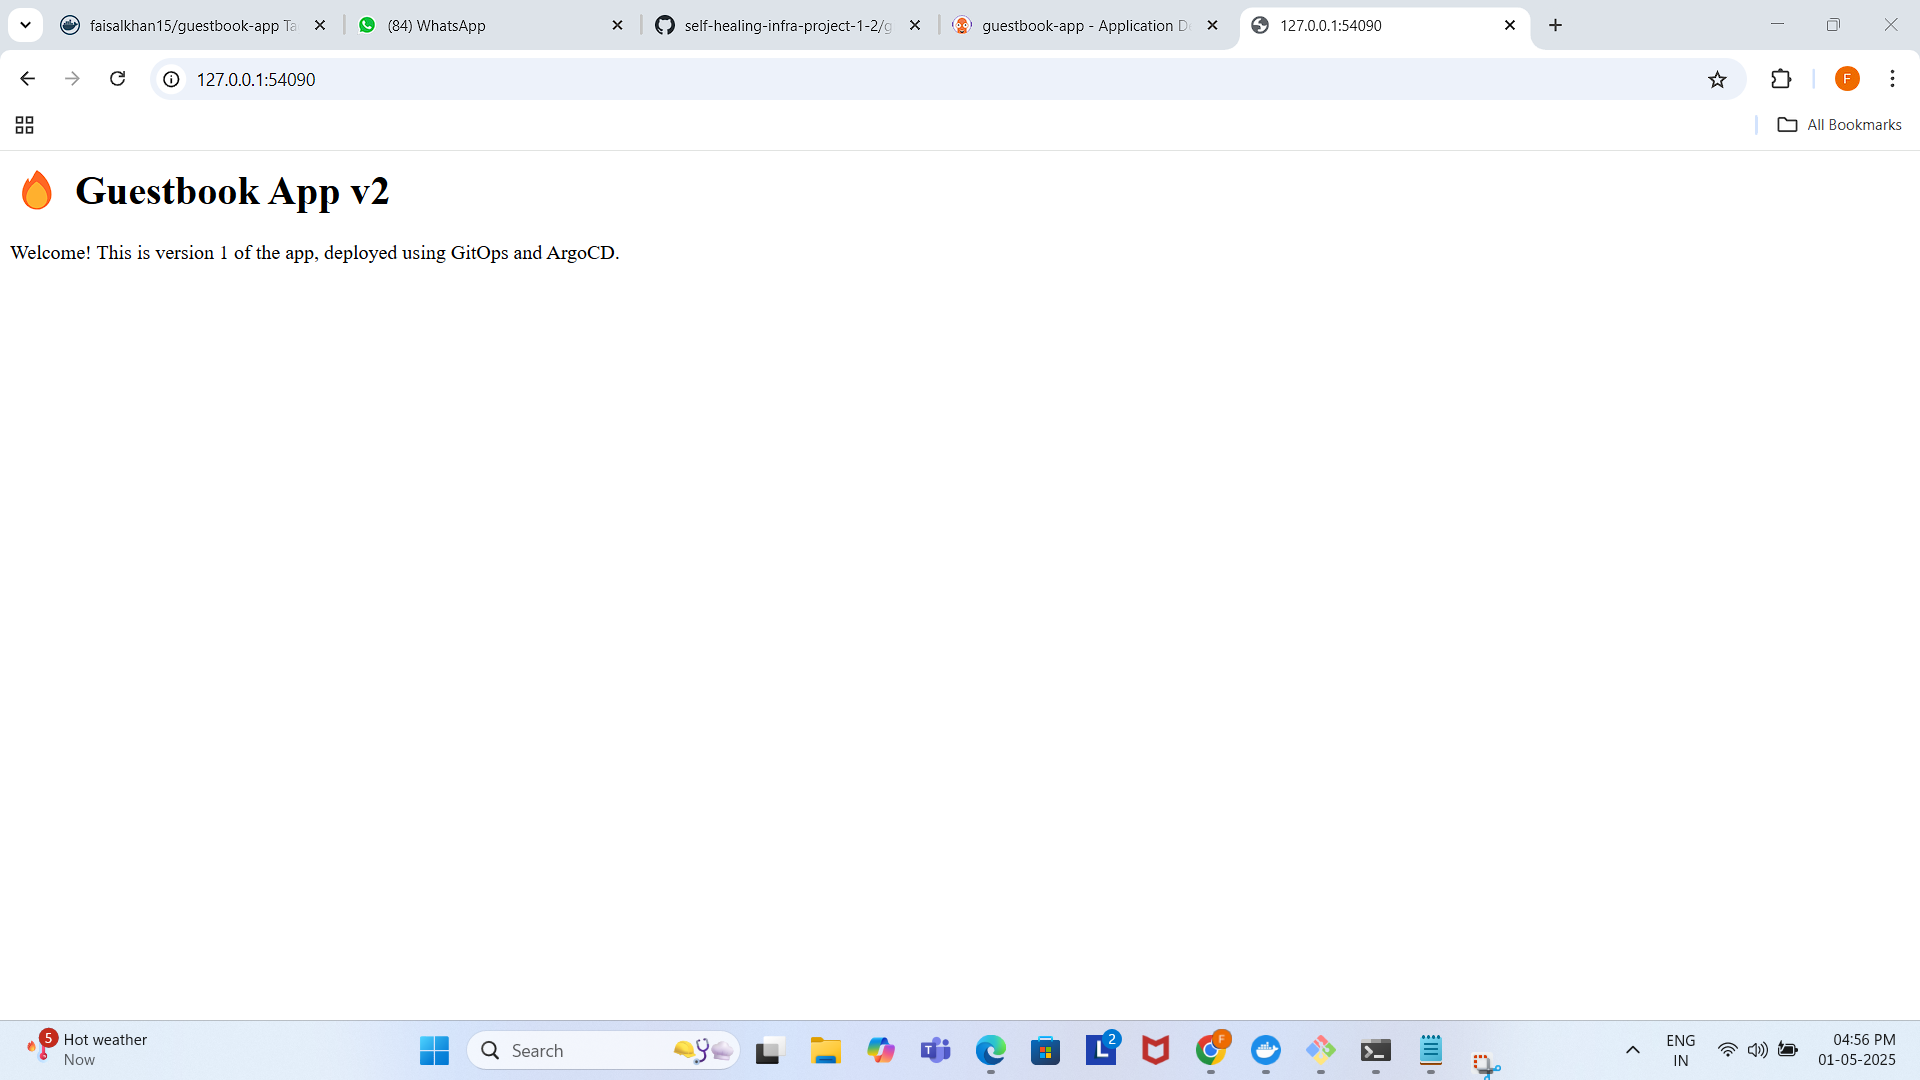 faisalkhan15/guestbook-app Ta
(84) WhatsApp
self-healing-infra-project-1-2/g
guestbook-app - Application De
127.0.0.1:54090
127.0.0.1:54090
F
All Bookmarks
Guestbook App v2
Welcome! This is version 1 of the app, deployed using GitOps and ArgoCD.
5
Hot weather
Now
Search
T
L
2
F
ENG
IN
04:56 PM
01-05-2025